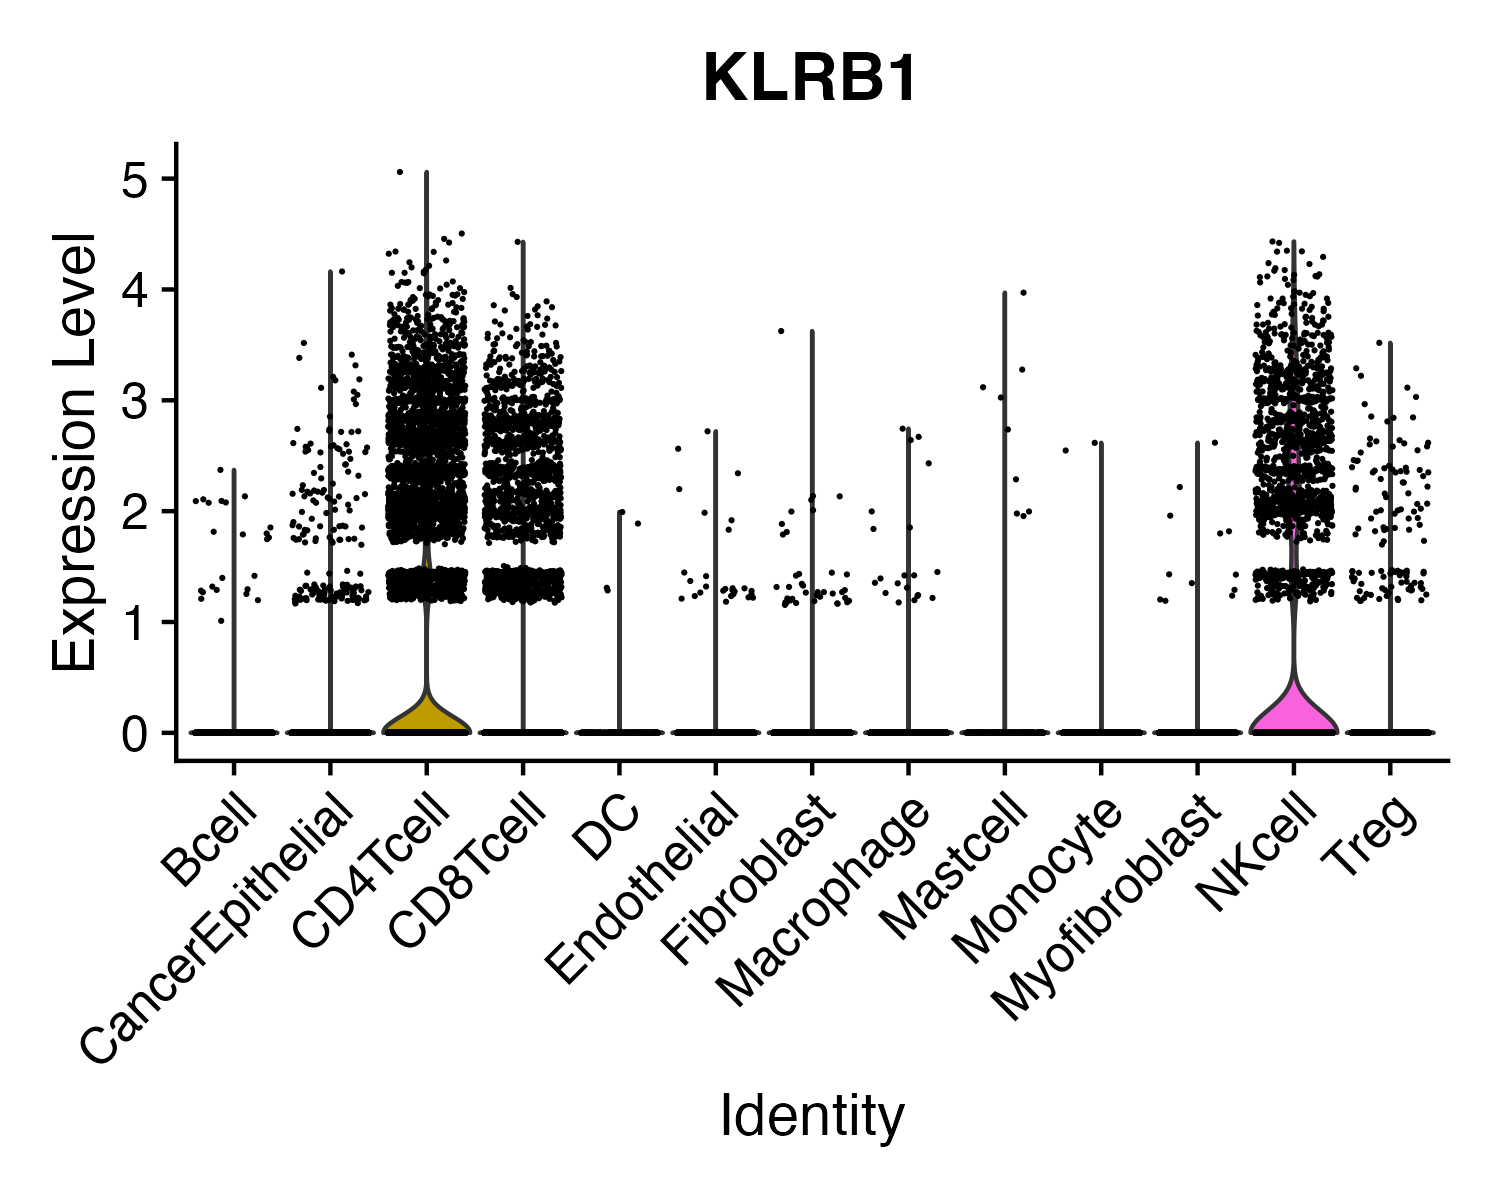 KLRB1
Expression Level
5
4
3
2
1
0
Bcell
CancerEpithelial
CD4Tcell
CD8Tcell
DC
Endothelial
Fibroblast
Macrophage
Mastcell
Monocyte
Myofibroblast
NKcell
Treg
Identity